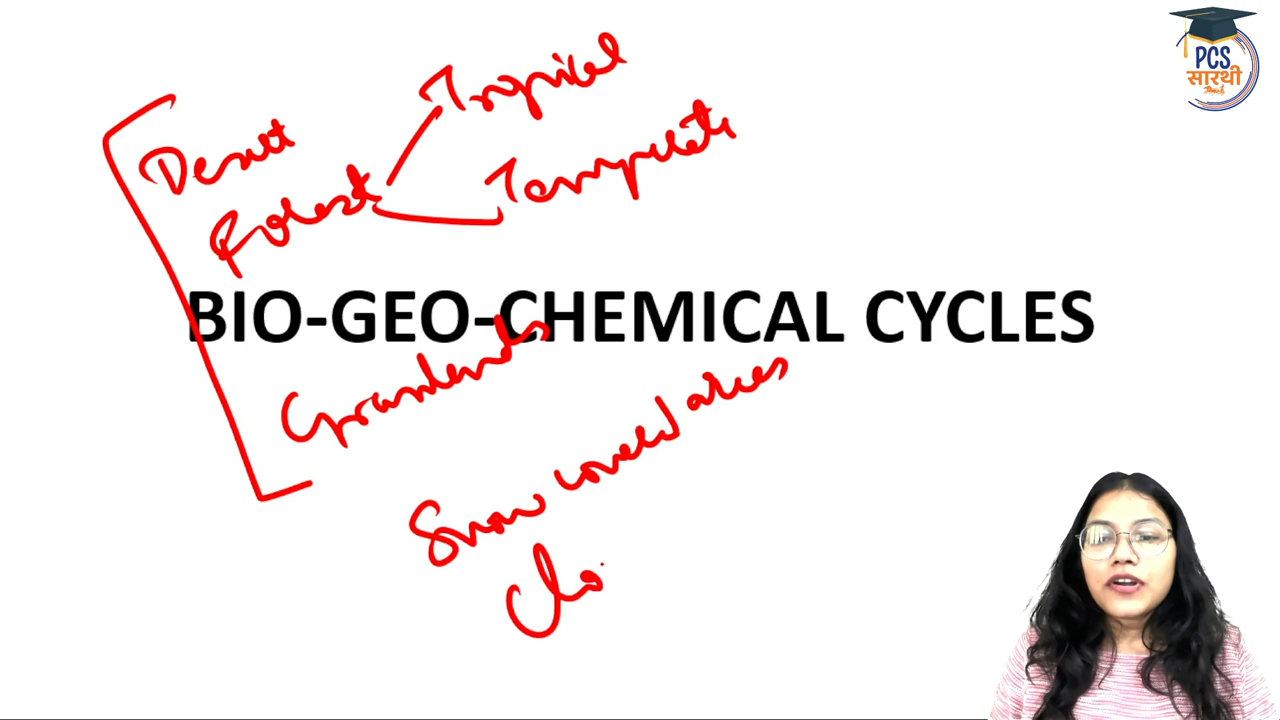 PCS
सारथी
Tropical
Desert
Temperate
Forest
BIO-GEO-CHEMICAL CYCLES
Grasslands
Snow covered areas